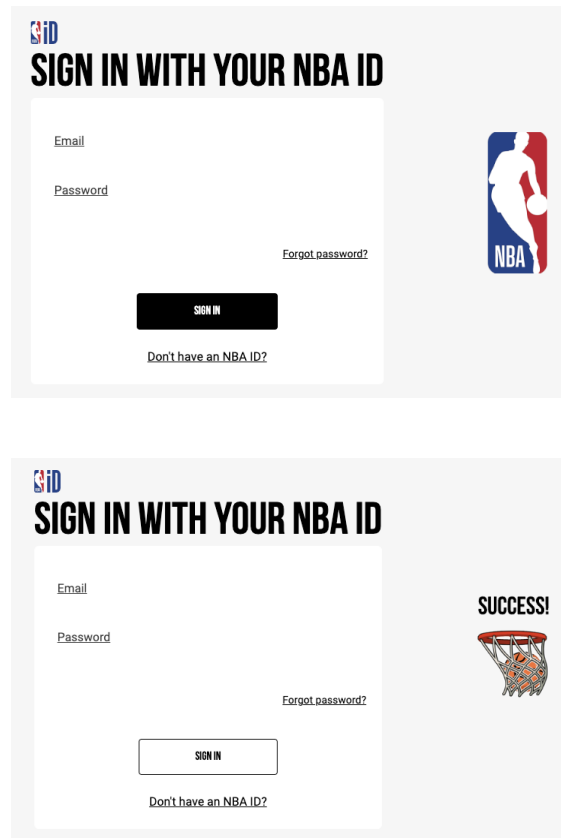 iD
SIGN IN WITH YOUR NBA ID
Email
Password
Forgot password?
SIGN IN
Don't have an NBA ID?
NBA
iD
SIGN IN WITH YOUR NBA ID
Email
Password
Forgot password?
SIGN IN
Don't have an NBA ID?
SUCCESS!